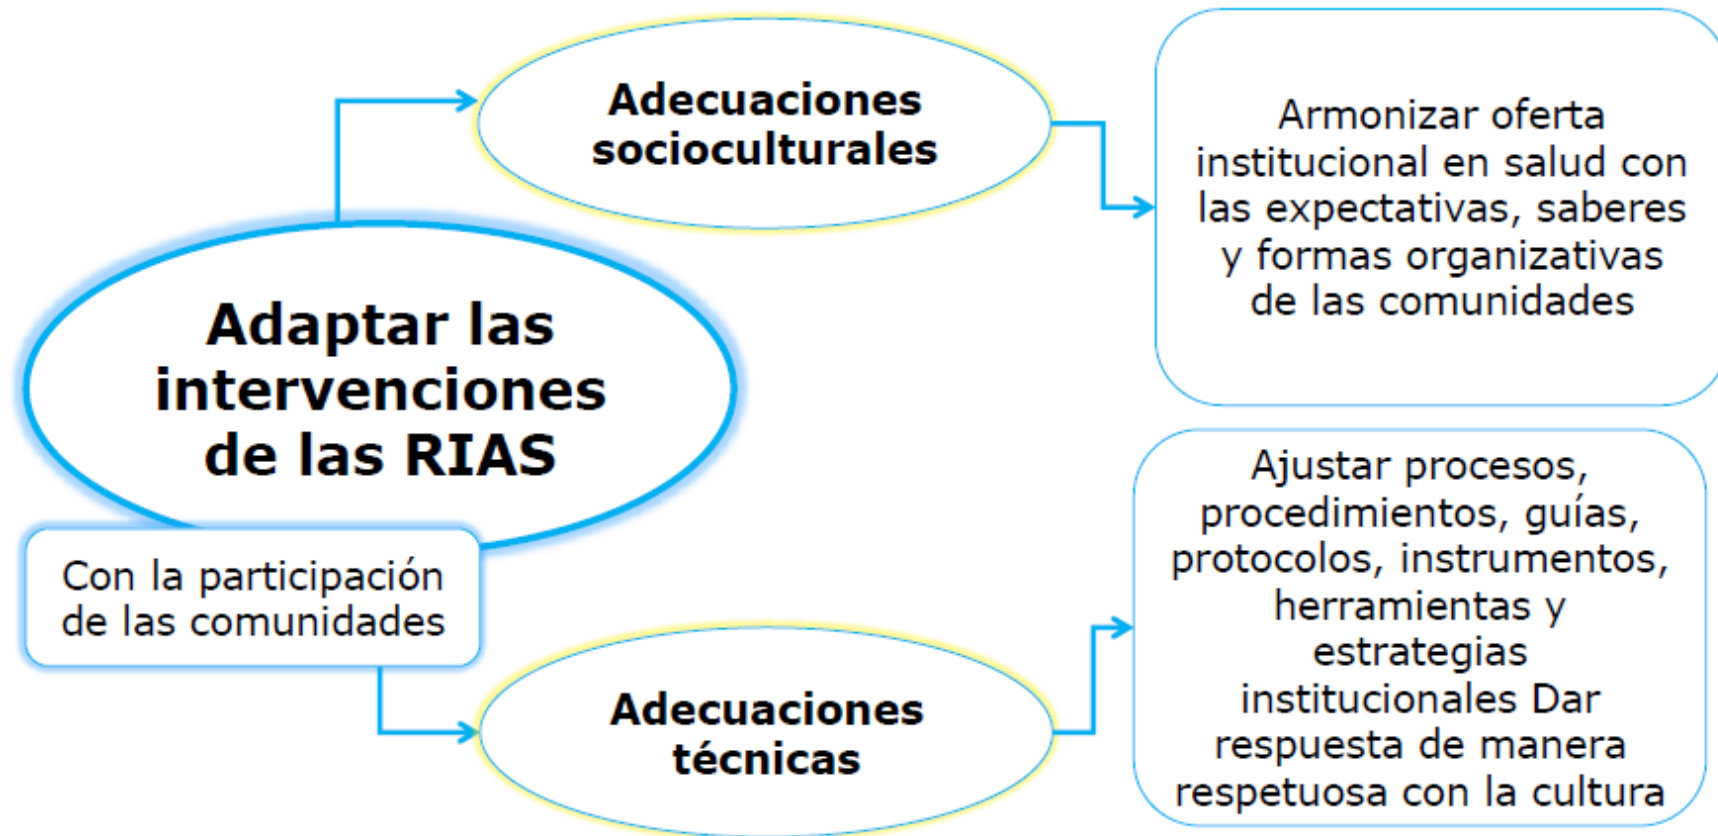 Adecuaciones
socioculturales
Armonizar oferta
institucional en salud con
las expectativas, saberes
y formas organizativas
de las comunidades
Adaptar las
intervenciones
de las RIAS
Con la participación
de las comunidades
Adecuaciones
técnicas
Ajustar procesos,
procedimientos, guías,
protocolos, instrumentos,
herramientas y
estrategias
institucionales Dar
respuesta de manera
respetuosa con la cultura